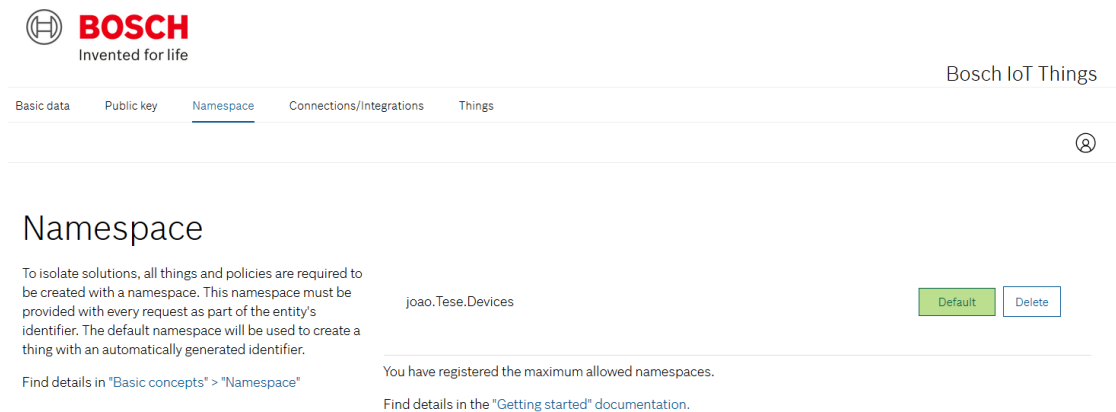 BOSCH
Invented for life
Bosch IoT Things
Basic data Public key Namespace Connections/Integrations Things
Namespace
To isolate solutions, all things and policies are required to
be created with a namespace. This namespace must be
provided with every request as part of the entity's
identifier. The default namespace will be used to create a
thing with an automatically generated identifier.
Find details in "Basic concepts" > "Namespace"
joao.Tese.Devices Default Delete
You have registered the maximum allowed namespaces.
Find details in the "Getting started" documentation.